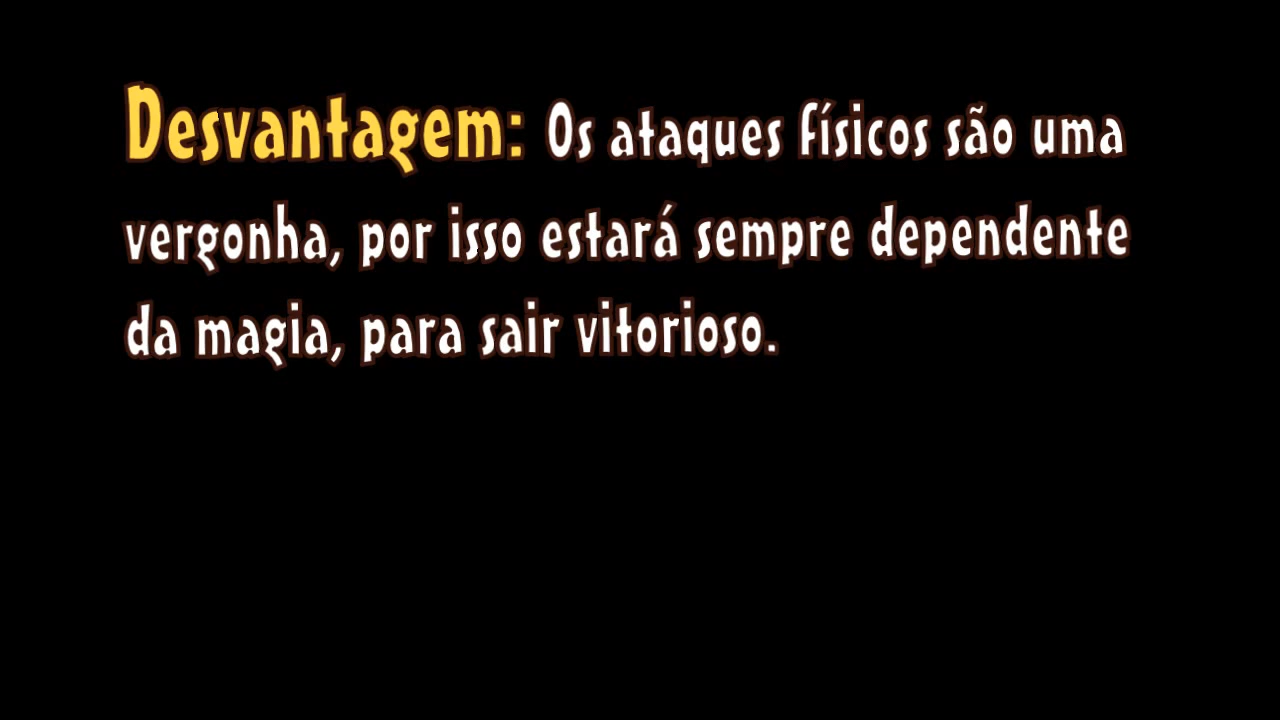 Desvantagem: Os ataques físicos são uma
vergonha, por isso estará sempre dependente
da magia, para sair vitorioso.